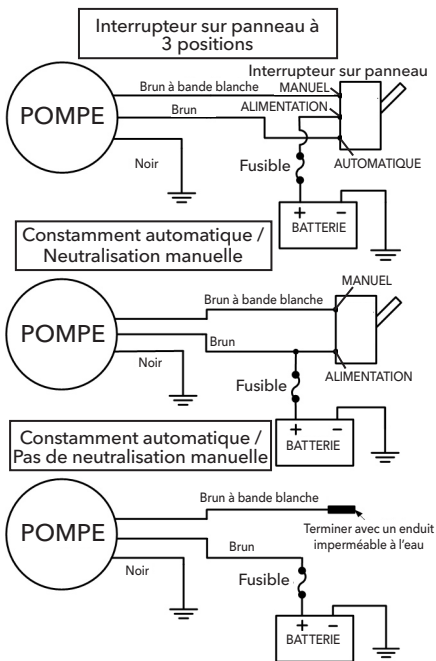 Interrupteur sur panneau à
3 positions
Interrupteur sur panneau
Brun à bande blanche
MANUEL
POMPE
ALIMENTATION
Brun
Noir
Fusible
AUTOMATIQUE
+ –
BATTERIE
Constamment automatique /
Neutralisation manuelle
MANUEL
Brun à bande blanche
POMPE
Brun
Noir
ALIMENTATION
Fusible
+ –
BATTERIE
Constamment automatique /
Pas de neutralisation manuelle
Brun à bande blanche
POMPE
Terminer avec un enduit
imperméable à l'eau
Brun
Noir
Fusible
+ –
BATTERIE